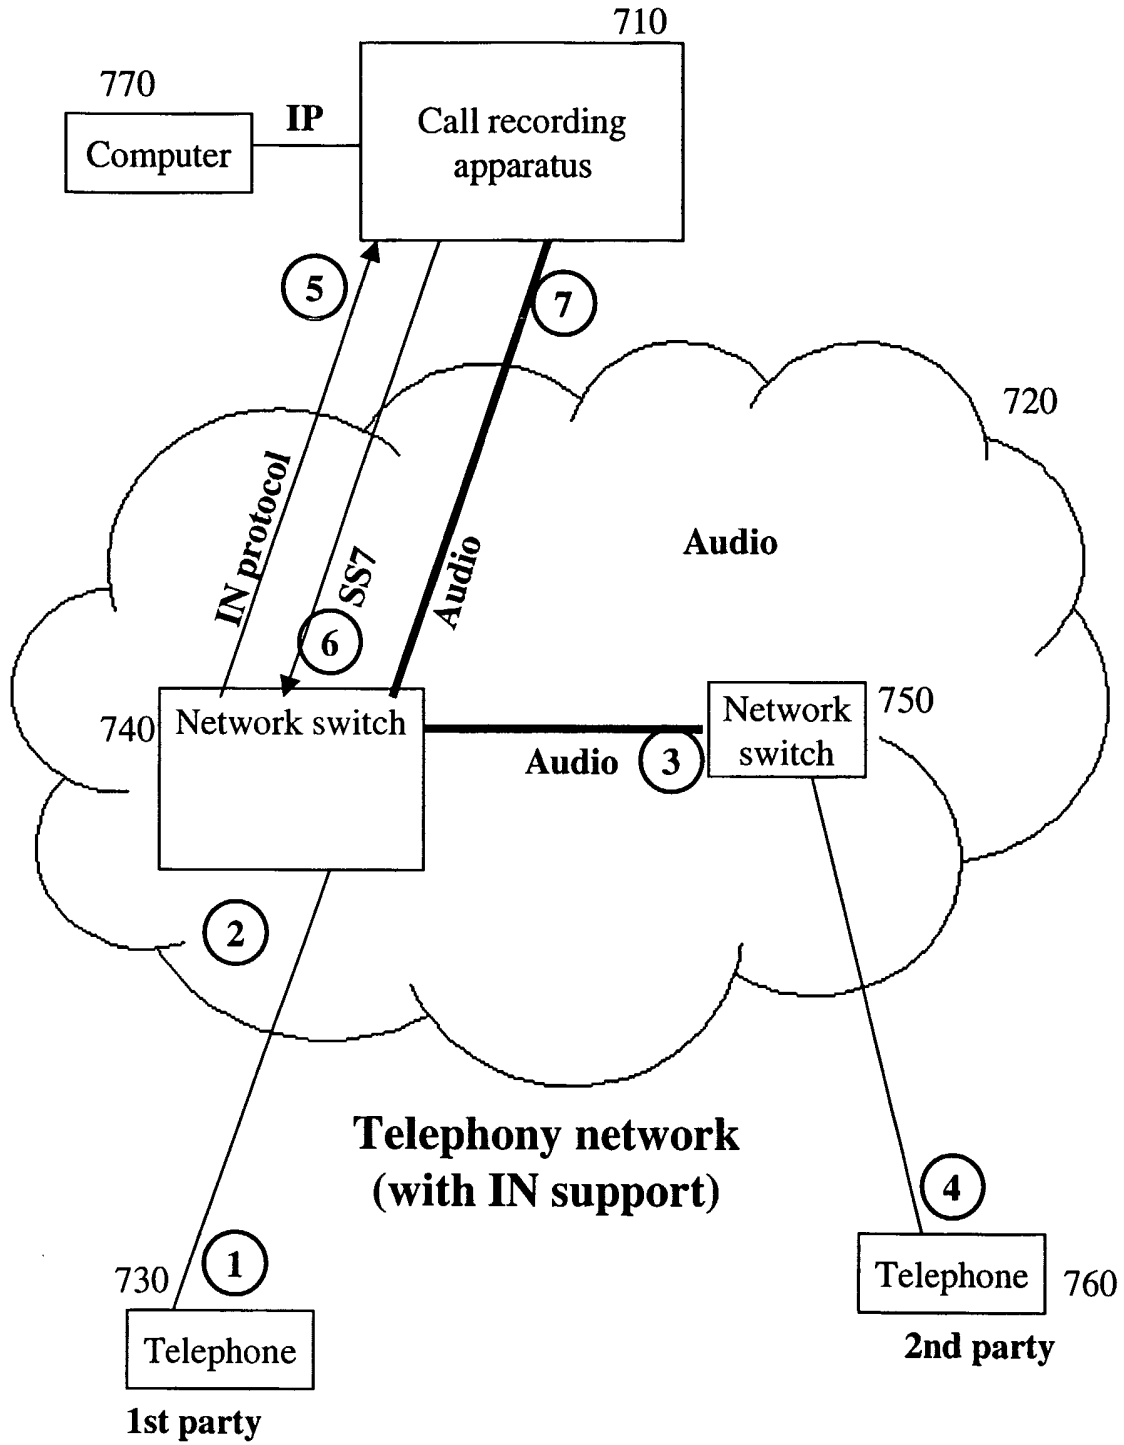 710
770
IP
Call recording
apparatus
Computer
5
7
720
IN protocol
SS7
Audio
Audio
6
740
Network switch
Network
switch
750
Audio
3
2
Telephony network
(with IN support)
4
1
730
Telephone
760
Telephone
2nd party
1st party